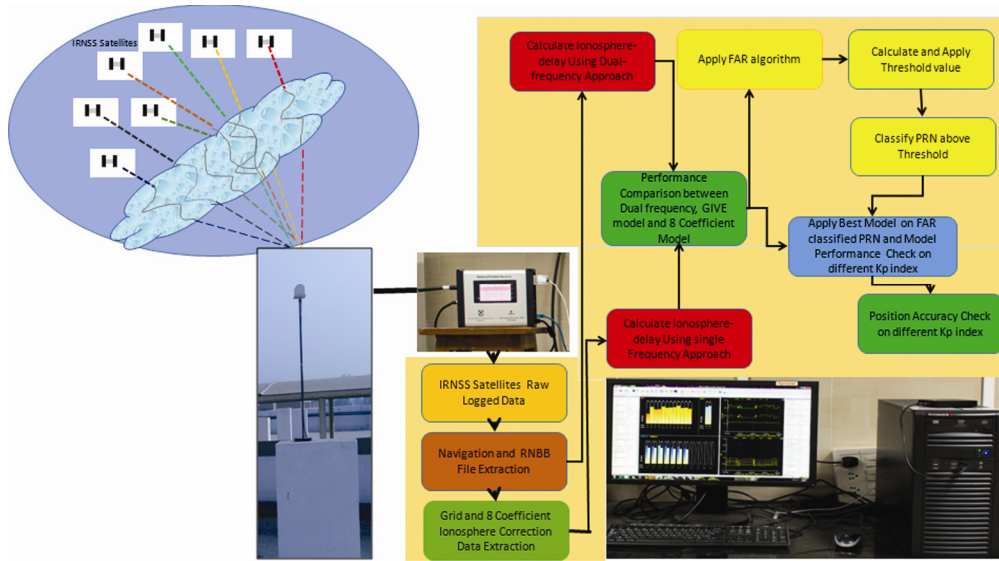 IRNSS Satellites
Calculate Ionosphere-
delay Using Dual-
frequency Approach
Apply FAR algorithm
Calculate and Apply
Threshold value
Classify PRN above
Threshold
Performance
Comparison between
Dual frequency, GIVE
model and 8 Coefficient
Model
Apply Best Model on FAR
classified PRN and Model
Performance Check on
different Kp index
Position Accuracy Check
on different Kp index
Calculate Ionosphere-
delay Using single
Frequency Approach
IRNSS Satellites Raw
Logged Data
Navigation and RNBB
File Extraction
Grid and 8 Coefficient
Ionosphere Correction
Data Extraction